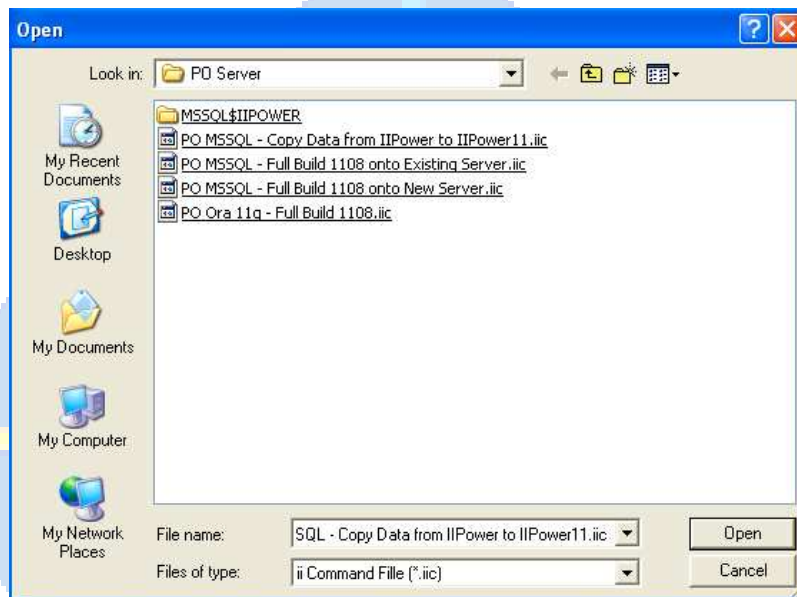 Open
Look in: PO Server
MSSQL$IIPOWER
PO MSSQL - Copy Data from IIPower to IIPower11.iic
PO MSSQL - Full Build 1108 onto Existing Server.iic
PO MSSQL - Full Build 1108 onto New Server.iic
PO Ora 11g - Full Build 1108.iic
My Recent
Documents
Desktop
My Documents
My Computer
My Network
Places
File name: SQL - Copy Data from IIPower to IIPower11.iic Open
Files of type: ii Command Fille (*.iic) Cancel